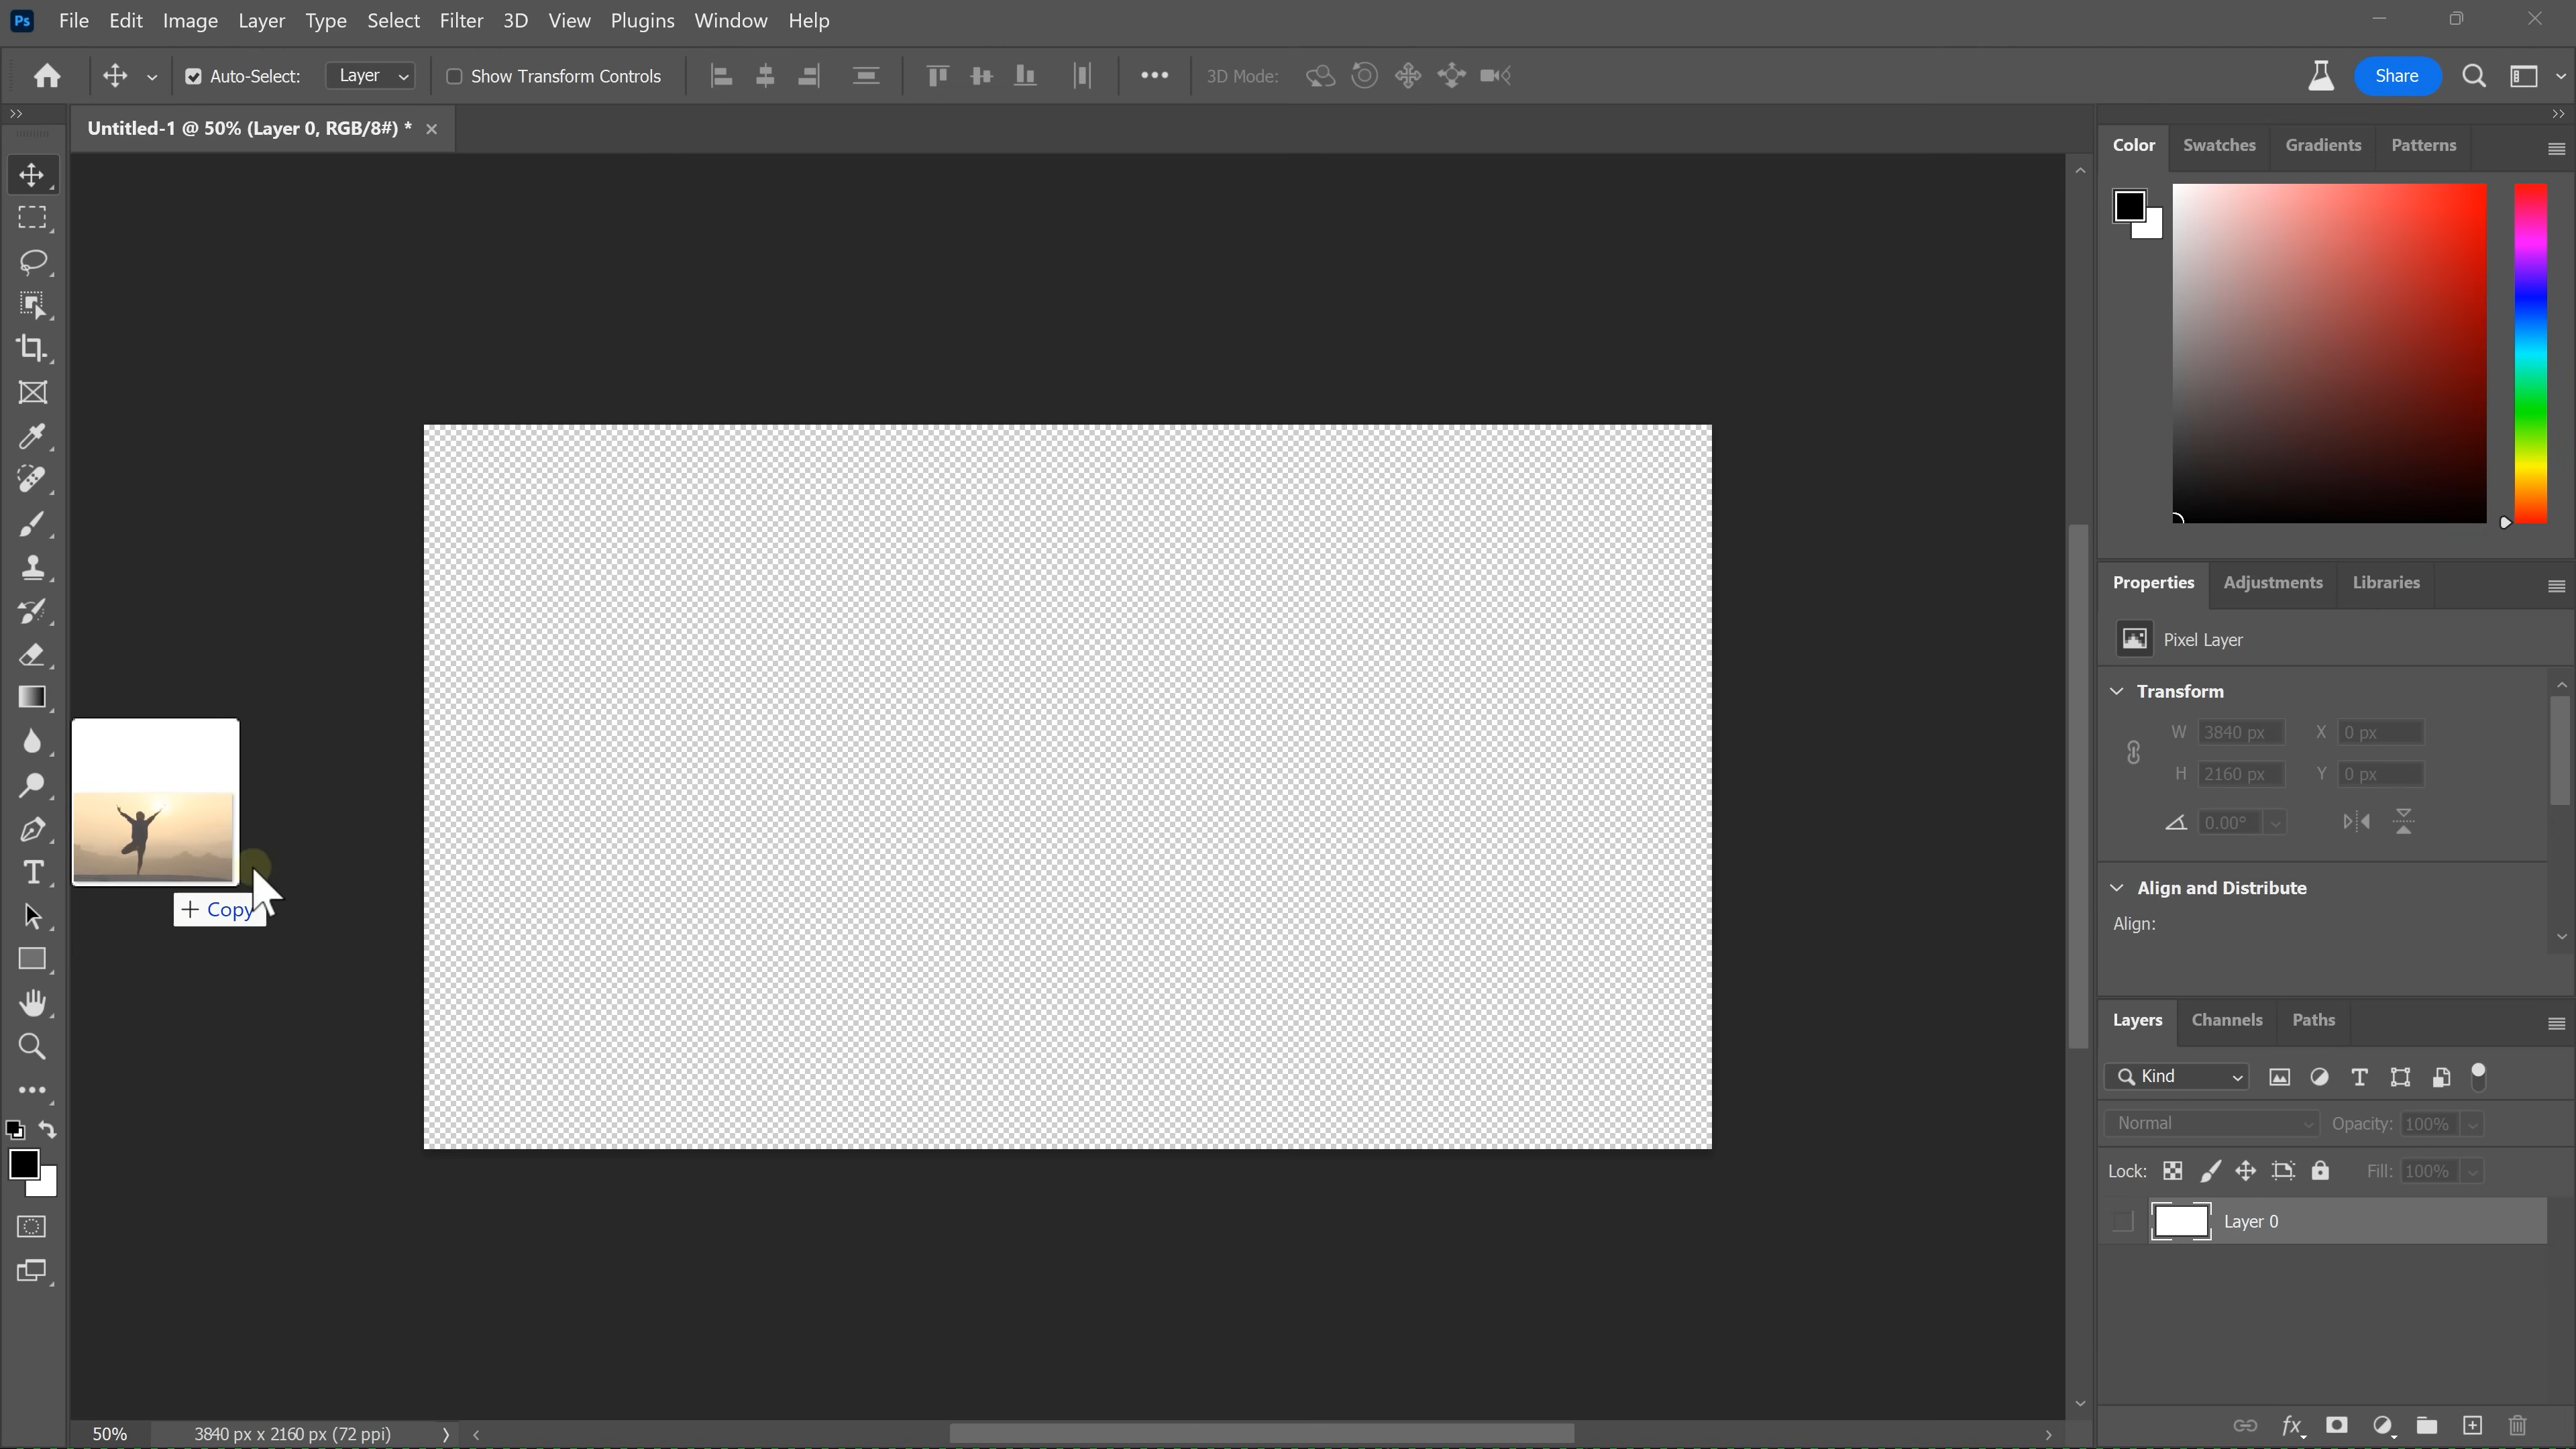 Ps File Edit Image Layer Type Select Filter 3D View Plugins Window Help
Auto-Select: Layer Show Transform Controls 3D Mode: Share
Untitled-1 @ 50% (Layer 0, RGB/8#) *
Color Swatches Gradients Patterns
Properties Adjustments Libraries
Pixel Layer
Transform
W 3840 px X 0 px
H 2160 px Y 0 px
0.00°
Align and Distribute
Align:
+ Copy
Layers Channels Paths
Kind
Normal Opacity: 100%
Lock: Fill: 100%
Layer 0
50% 3840 px x 2160 px (72 ppi)